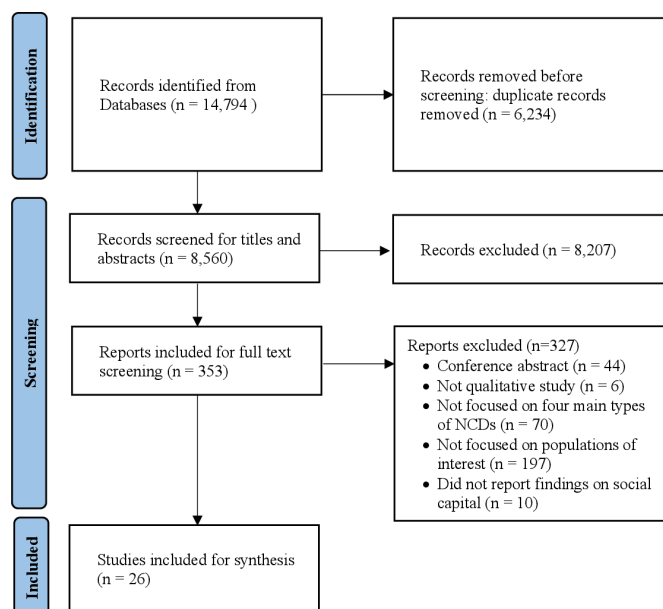 Identification
Records identified from
Databases (n = 14,794 )
Records removed before
screening: duplicate records
removed (n = 6,234)
Screening
Records screened for titles and
abstracts (n = 8,560)
Records excluded (n = 8,207)
Reports included for full text
screening (n = 353)
Reports excluded (n=327)
• Conference abstract (n = 44)
• Not qualitative study (n = 6)
• Not focused on four main types
of NCDs (n = 70)
• Not focused on populations of
interest (n = 197)
• Did not report findings on social
capital (n = 10)
Included
Studies included for synthesis
(n = 26)